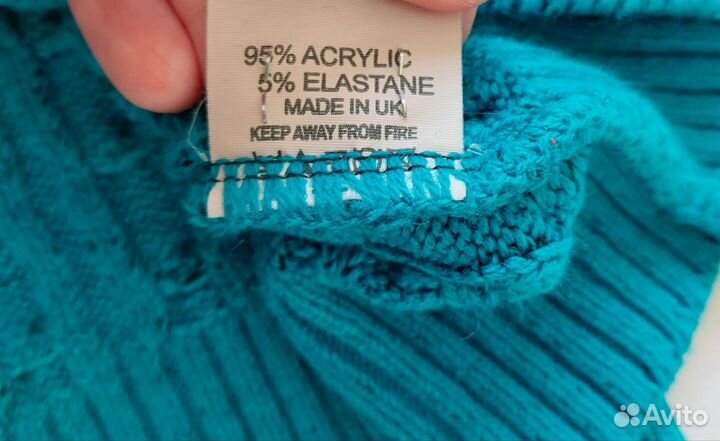 95% ACRYLIC
5% ELASTANE
MADE IN UK
KEEP AWAY FROM FIRE
Avito